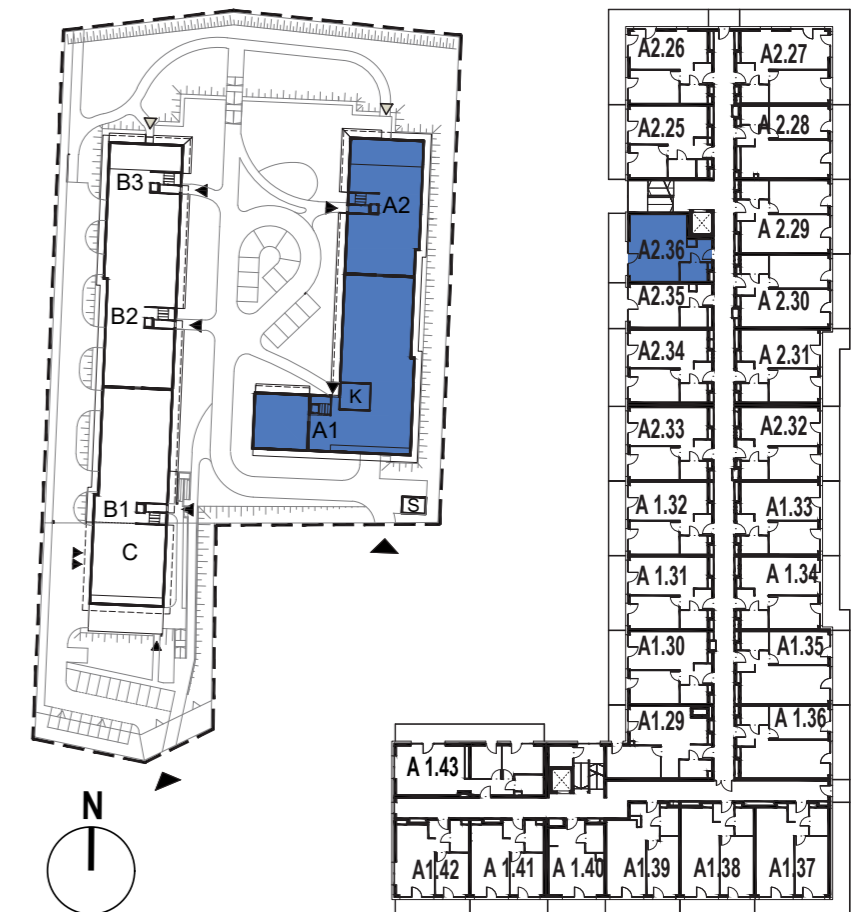 B3
A2
B2
K
A1
B1
S
C
N
A2.26
A2.27
A2.25
A 2.28
A 2.29
A2.36
A2.35
A 2.30
A2.34
A 2.31
A2.33
A2.32
A 1.32
A1.33
A 1.31
A 1.34
A1.30
A1.35
A1.29
A 1.36
A 1.43
A1.42
A 1.41
A 1.40
A1.39
A1.38
A1.37